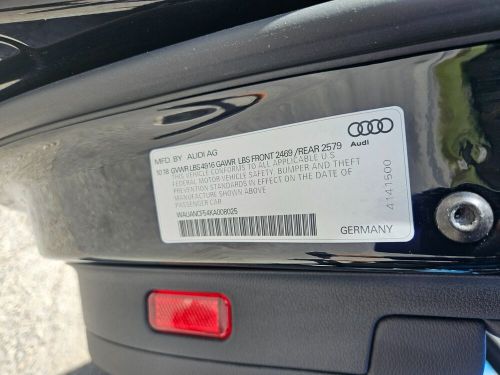 MFD. BY AUDI AG
10 18 GVWR LBS 4916 GAWR LBS FRONT 2469 / REAR 2579
THIS VEHICLE CONFORMS TO ALL APPLICABLE U S
FEDERAL MOTOR VEHICLE SAFETY, BUMPER AND THEFT
PREVENTION STANDARDS IN EFFECT ON THE DATE OF
MANUFACTURE SHOWN ABOVE
PASSENGER CAR
WAUANCF54KA008025
Audi
4141500
GERMANY